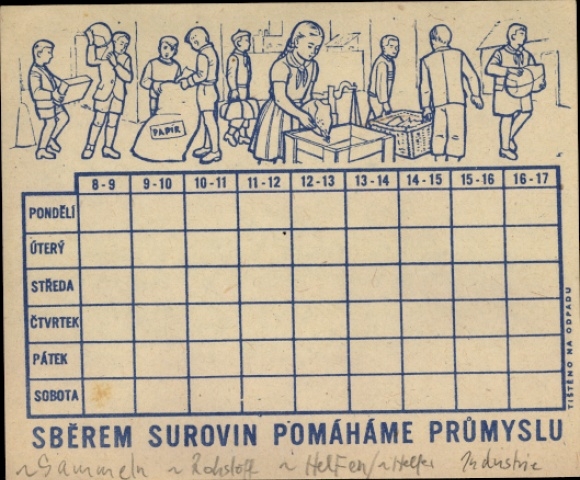 PAPÍR
8-9 9-10 10-11 11-12 12-13 13-14 14-15 15-16 16-17
PONDĚLÍ
ÚTERÝ
STŘEDA
ČTVRTEK
PÁTEK
SOBOTA
TIŠTĚNO NA ODPADU
SBĚREM SUROVIN POMÁHÁME PRŮMYSLU
~ Sammeln ~ Rohstoff ~ Helfen/~Helfer Industrie